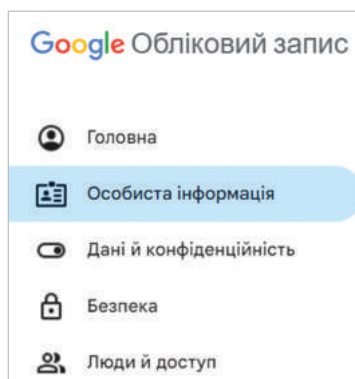 Google Обліковий запис
Головна
Особиста інформація
Дані й конфіденційність
Безпека
Люди й доступ